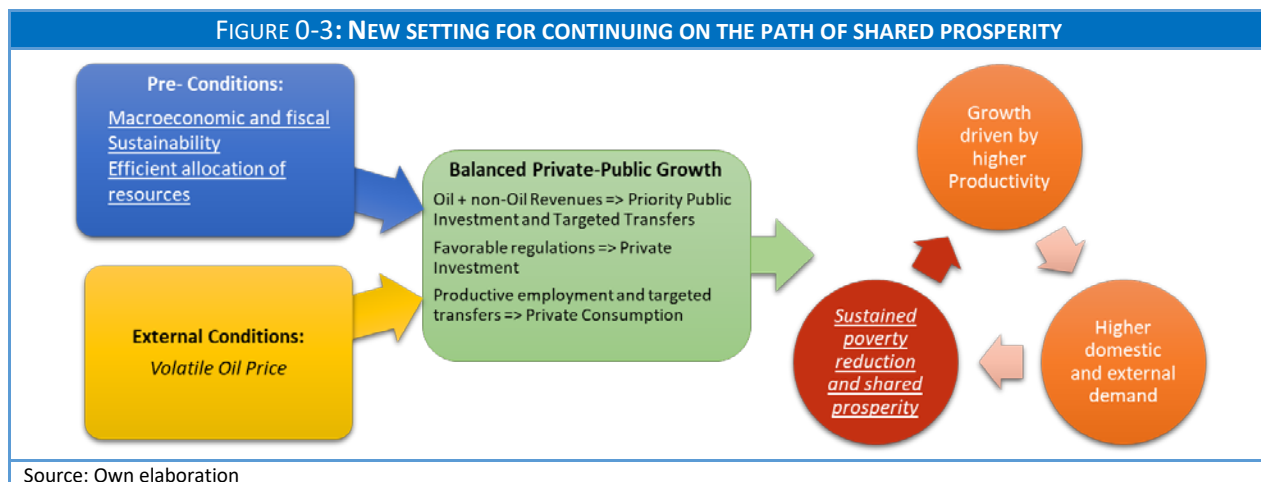 FIGURE 0-3: NEW SETTING FOR CONTINUING ON THE PATH OF SHARED PROSPERITY
Pre- Conditions:
Macroeconomic and fiscal
Sustainability
Efficient allocation of
resources
External Conditions:
Volatile Oil Price
Balanced Private-Public Growth
Oil + non-Oil Revenues => Priority Public
Investment and Targeted Transfers
Favorable regulations => Private
Investment
Productive employment and targeted
transfers => Private Consumption
Growth
driven by
higher
Productivity
Higher
domestic
and external
demand
Sustained
poverty
reduction
and shared
prosperity
Source: Own elaboration